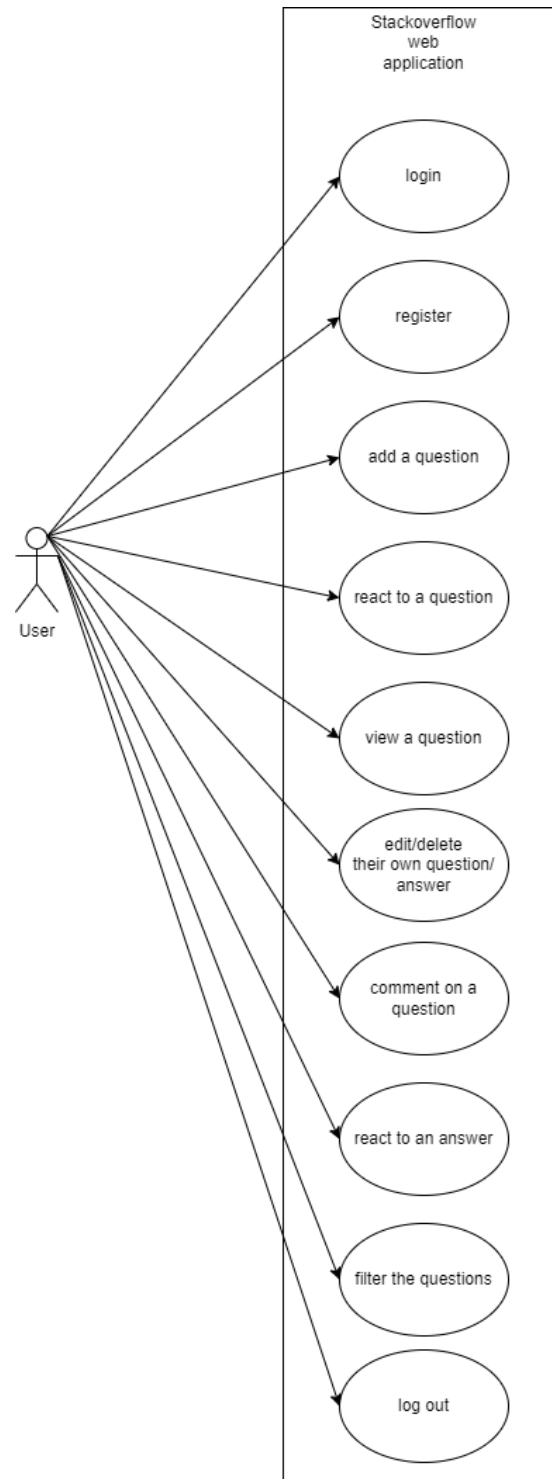 Stackoverflow
web
application
login
register
add a question
react to a question
User
view a question
edit/delete
their own question/
answer
comment on a
question
react to an answer
filter the questions
log out